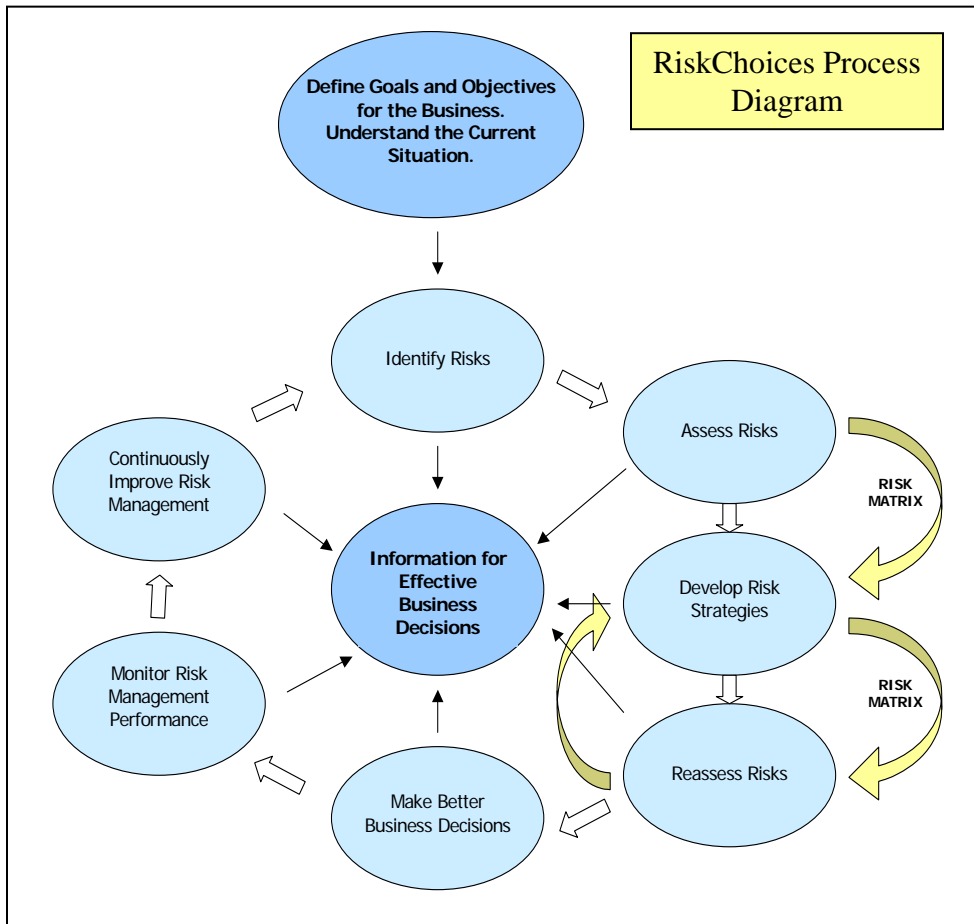 RiskChoices Process
Diagram
Define Goals and Objectives
for the Business.
Understand the Current
Situation.
Identify Risks
Assess Risks
RISK
MATRIX
Continuously
Improve Risk
Management
Information for
Effective
Business
Decisions
Develop Risk
Strategies
RISK
MATRIX
Monitor Risk
Management
Performance
Reassess Risks
Make Better
Business Decisions